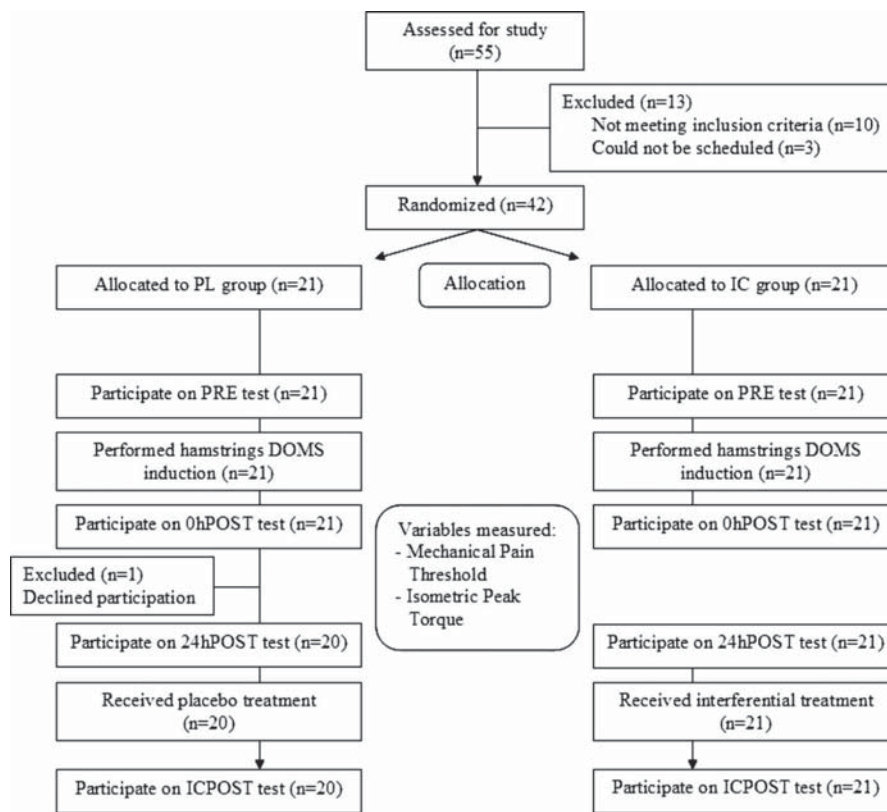 Assessed for study
(n=55)
Excluded (n=13)
Not meeting inclusion criteria (n=10)
Could not be scheduled (n=3)
Randomized (n=42)
Allocated to PL group (n=21)
Allocation
Allocated to IC group (n=21)
Participate on PRE test (n=21)
Participate on PRE test (n=21)
Performed hamstrings DOMS
induction (n=21)
Performed hamstrings DOMS
induction (n=21)
Participate on 0hPOST test (n=21)
Variables measured:
- Mechanical Pain
Threshold
- Isometric Peak
Torque
Participate on 0hPOST test (n=21)
Excluded (n=1)
Declined participation
Participate on 24hPOST test (n=20)
Participate on 24hPOST test (n=21)
Received placebo treatment
(n=20)
Received interferential treatment
(n=21)
Participate on ICPOST test (n=20)
Participate on ICPOST test (n=21)